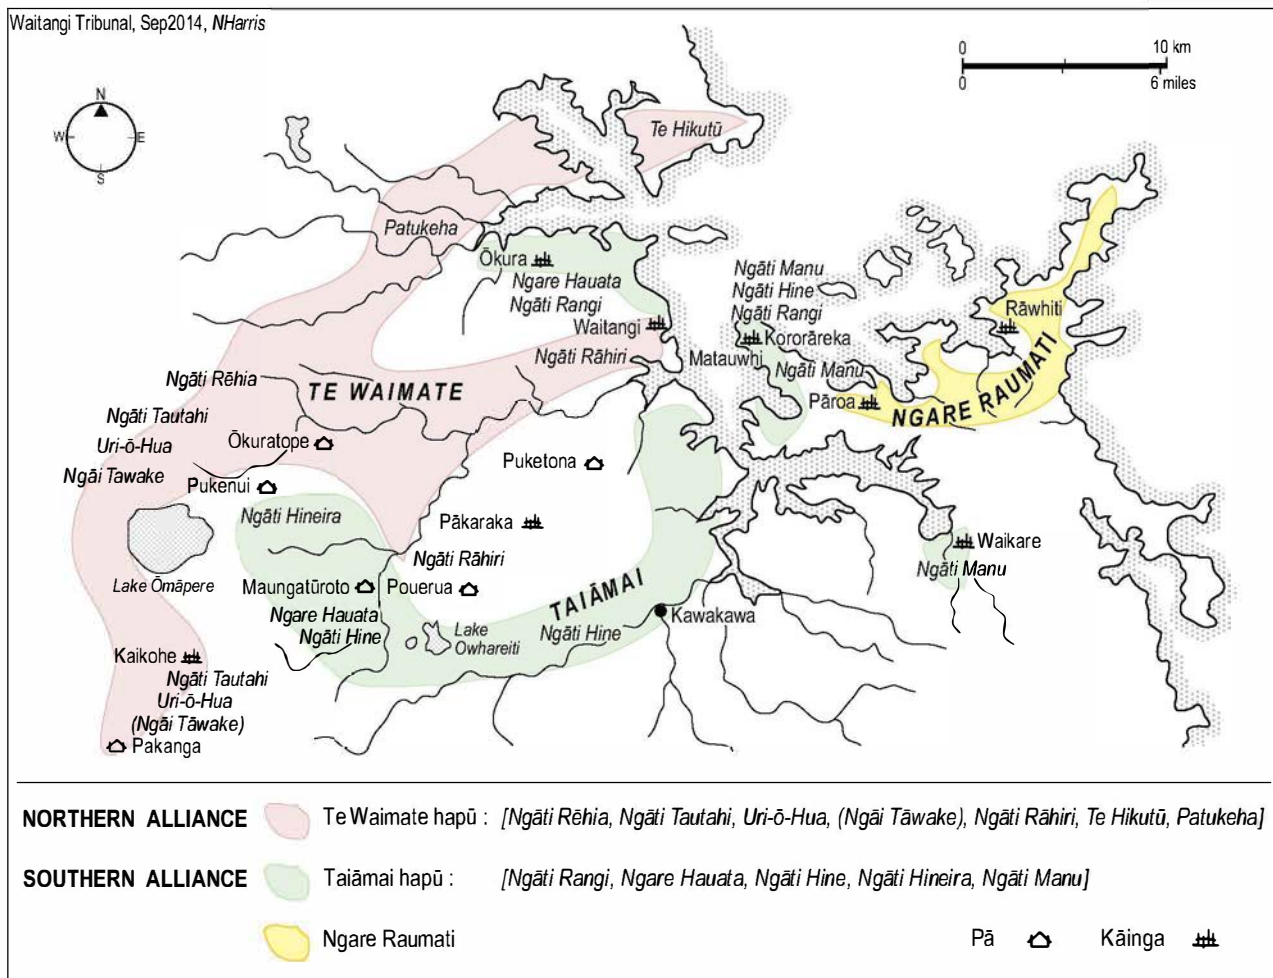 Waitangi Tribunal, Sep2014, NHarris
0 10 km
0 6 miles
N
W E
S
Te Hikutū
Patukeha
Ōkura
Ngare Hauata
Ngāti Rangi
Waitangi
Ngāti Rāhiri
Ngāti Manu
Ngāti Hine
Ngāti Rangi
Kororāreka
Matauwhi
Ngāti Manu
Pāroa
Rāwhiti
NGARE RAUMATI
Ngāti Rēhia
TE WAIMATE
Ngāti Tautahi
Uri-ō-Hua
Ngāi Tawake
Ōkuratope
Pukenui
Puketona
Ngāti Hineira
Pākaraka
Ngāti Rāhiri
Lake Ōmāpere
Maungatūroto
Pouerua
Ngare Hauata
Ngāti Hine
TAIĀMAI
Lake
Owhareiti
Ngāti Hine
Kawakawa
Waikare
Ngāti Manu
Kaikohe
Ngāti Tautahi
Uri-ō-Hua
(Ngāi Tāwake)
Pakanga
NORTHERN ALLIANCE Te Waimate hapū : [Ngāti Rēhia, Ngāti Tautahi, Uri-ō-Hua, (Ngāi Tāwake), Ngāti Rāhiri, Te Hikutū, Patukeha]
SOUTHERN ALLIANCE Taiāmai hapū : [Ngāti Rangi, Ngare Hauata, Ngāti Hine, Ngāti Hineira, Ngāti Manu]
Ngare Raumati Pā Kāinga